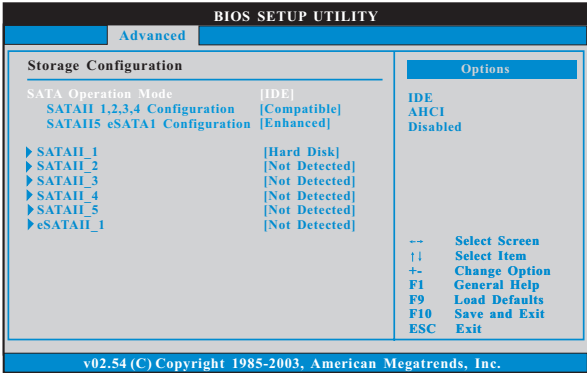 BIOS SETUP UTILITY
Advanced
Storage Configuration
SATA Operation Mode [IDE]
SATAII 1,2,3,4 Configuration [Compatible]
SATAII5 eSATA1 Configuration [Enhanced]
SATAII_1 [Hard Disk]
SATAII_2 [Not Detected]
SATAII_3 [Not Detected]
SATAII_4 [Not Detected]
SATAII_5 [Not Detected]
eSATAII_1 [Not Detected]
Options
IDE
AHCI
Disabled
←→ Select Screen
↑↓ Select Item
+- Change Option
F1 General Help
F9 Load Defaults
F10 Save and Exit
ESC Exit
v02.54 (C) Copyright 1985-2003, American Megatrends, Inc.